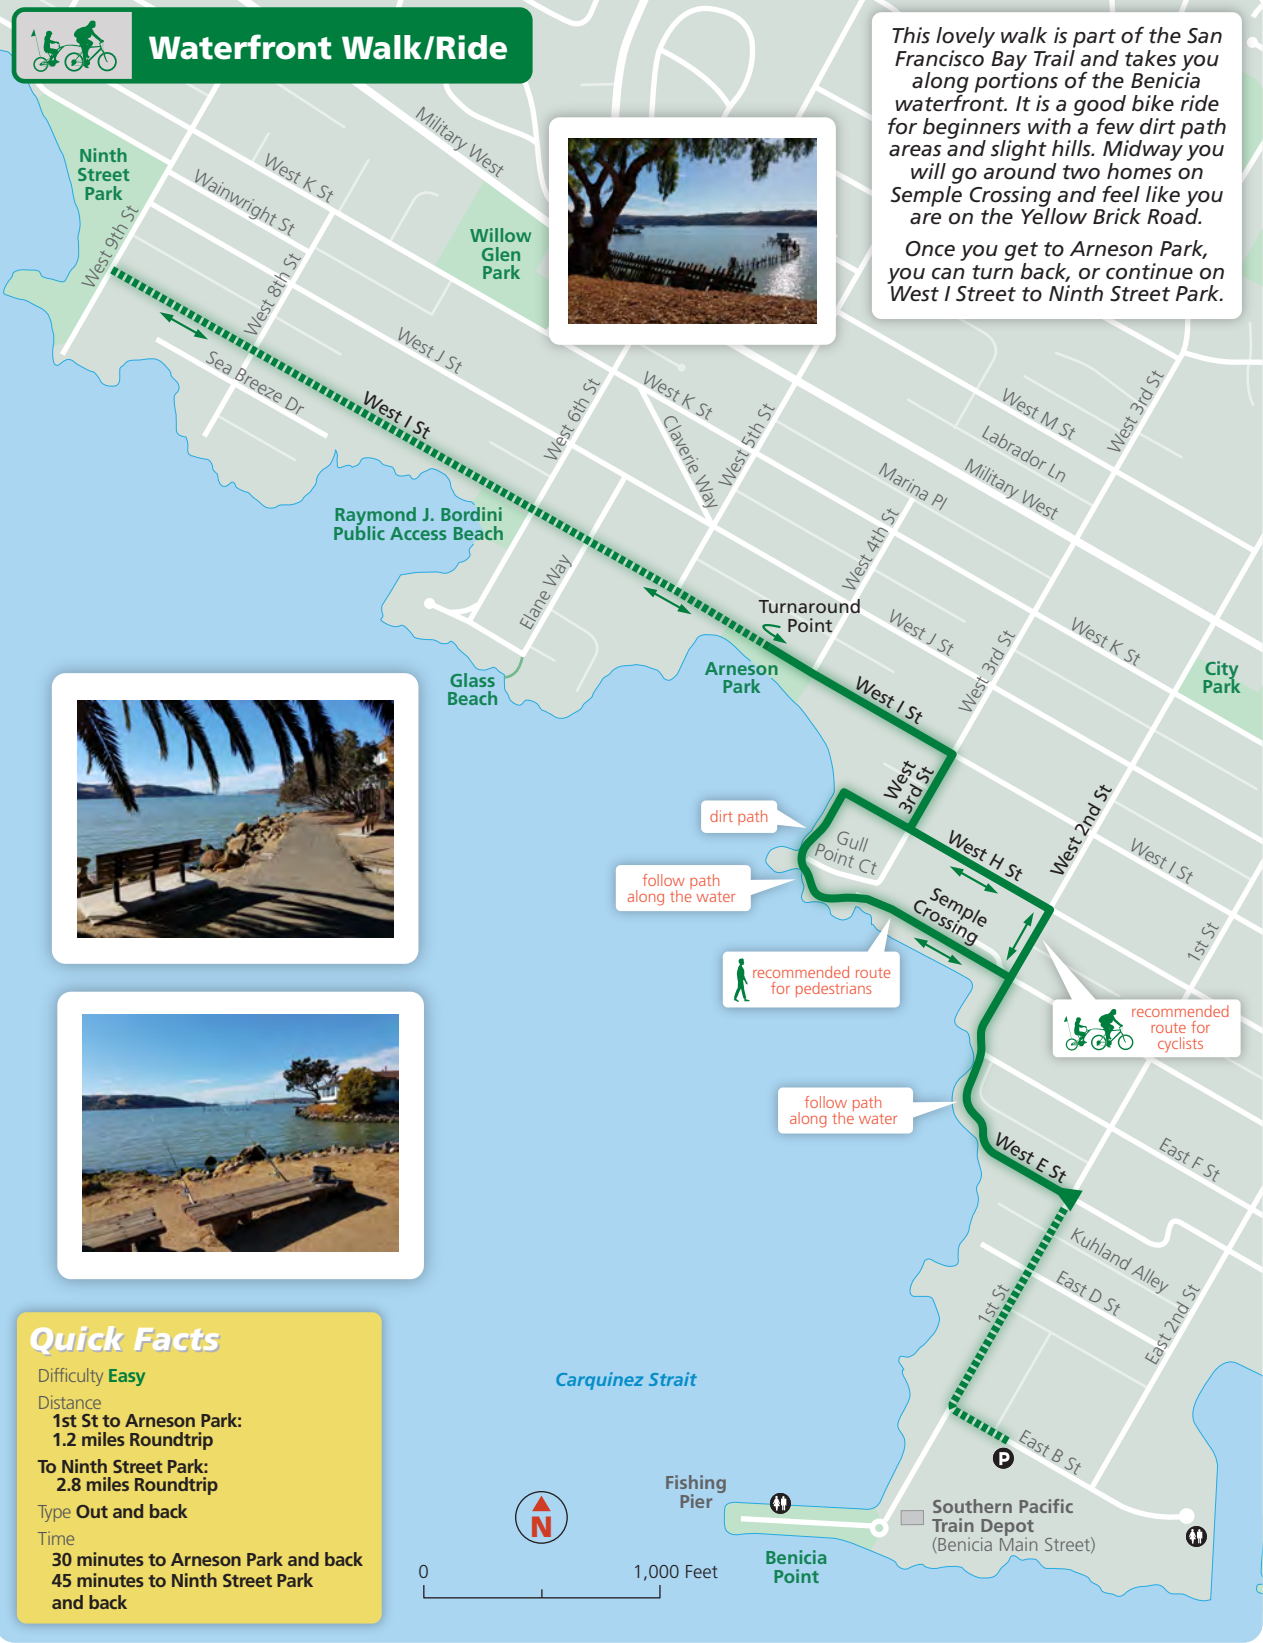 Waterfront Walk/Ride
This lovely walk is part of the San
Francisco Bay Trail and takes you
along portions of the Benicia
waterfront. It is a good bike ride
for beginners with a few dirt path
areas and slight hills. Midway you
will go around two homes on
Semple Crossing and feel like you
are on the Yellow Brick Road.
Once you get to Arneson Park,
you can turn back, or continue on
West I Street to Ninth Street Park.
Ninth
Street
Park
Military West
West K St
Wainwright St
West 9th St
West 8th St
Willow
Glen
Park
Sea Breeze Dr
West J St
West I St
West 6th St
West K St
Claverie Way
West 5th St
West M St
Labrador Ln
Military West
West 3rd St
Marina Pl
West 4th St
Raymond J. Bordini
Public Access Beach
Elane Way
Turnaround
Point
West J St
West 3rd St
West K St
City
Park
Glass
Beach
Arneson
Park
West I St
West
3rd St
West 2nd St
dirt path
Gull
Point Ct
West H St
West I St
follow path
along the water
Semple
Crossing
1st St
recommended route
for pedestrians
recommended
route for
cyclists
follow path
along the water
West E St
East F St
Kuhland Alley
East D St
1st St
East 2nd St
Quick Facts
Difficulty Easy
Distance
1st St to Arneson Park:
1.2 miles Roundtrip
To Ninth Street Park:
2.8 miles Roundtrip
Type Out and back
Time
30 minutes to Arneson Park and back
45 minutes to Ninth Street Park
and back
Carquinez Strait
East B St
P
Fishing
Pier
N
Southern Pacific
Train Depot
(Benicia Main Street)
Benicia
Point
0
1,000 Feet